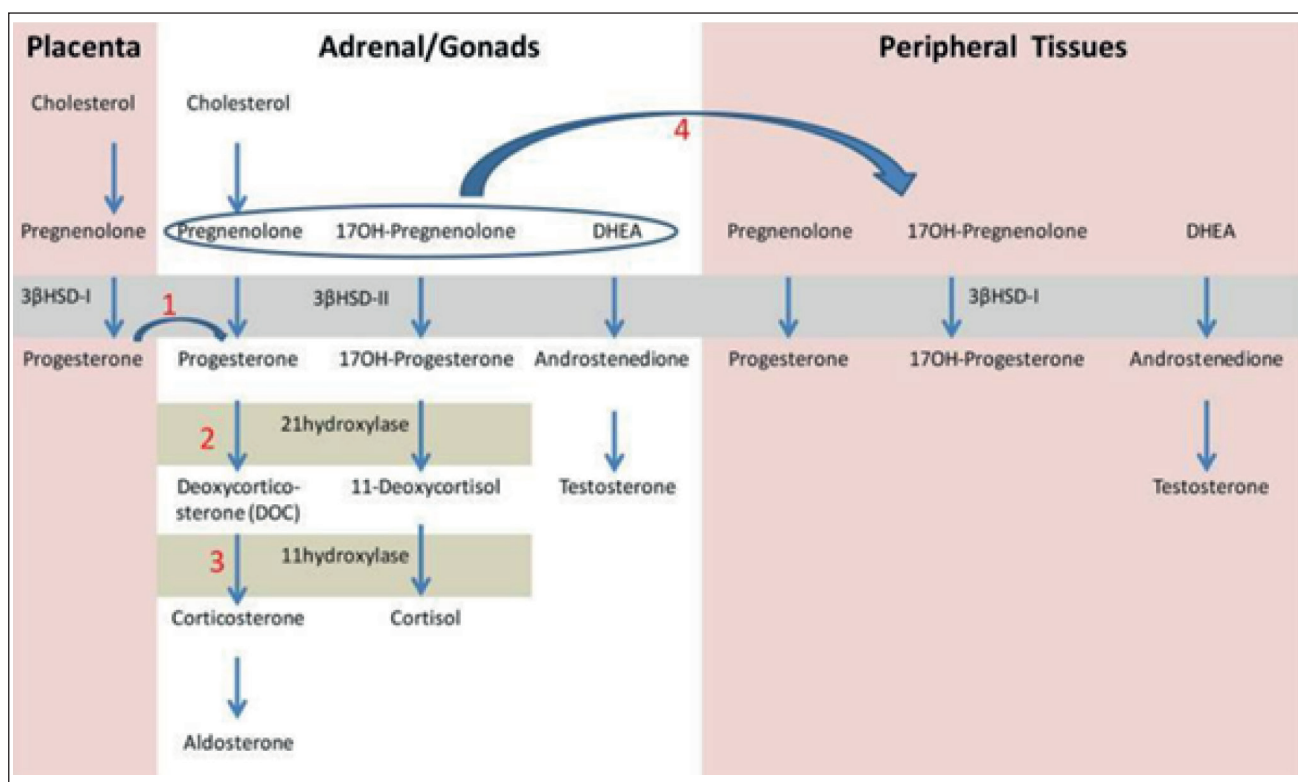 Placenta Adrenal/Gonads Peripheral Tissues
Cholesterol Cholesterol
4
Pregnenolone Pregnenolone 17OH-Pregnenolone DHEA Pregnenolone 17OH-Pregnenolone DHEA
3βHSD-I 1 3βHSD-II 3βHSD-I
Progesterone Progesterone 17OH-Progesterone Androstenedione Progesterone 17OH-Progesterone Androstenedione
2 21hydroxylase
Deoxycortico- 11-Deoxycortisol Testosterone Testosterone
sterone (DOC)
3 11hydroxylase
Corticosterone Cortisol
Aldosterone